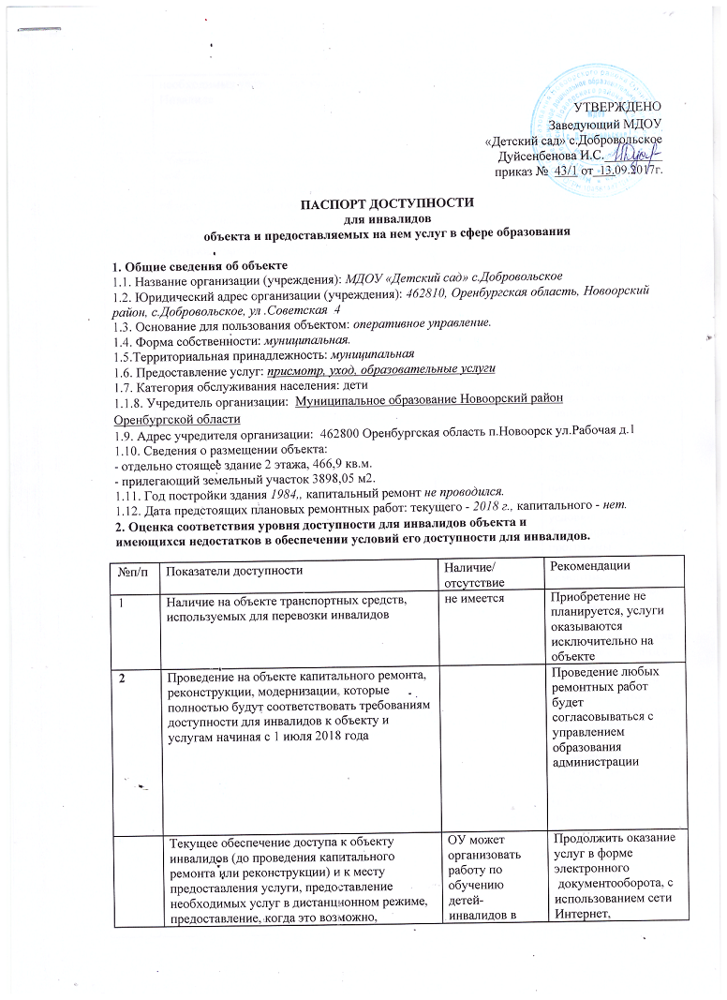 УТВЕРЖДЕНО
Заведующий МДОУ
«Детский сад» с.Добровольское
Дуйсенбенова И.С.
приказ № 43/1 от 13.09.2017г.
ПАСПОРТ ДОСТУПНОСТИ
для инвалидов
объекта и предоставляемых на нем услуг в сфере образования
1. Общие сведения об объекте
1.1. Название организации (учреждения): МДОУ «Детский сад» с.Добровольское
1.2. Юридический адрес организации (учреждения): 462810, Оренбургская область, Новоорский
район, с.Добровольское, ул .Советская 4
1.3. Основание для пользования объектом: оперативное управление.
1.4. Форма собственности: муниципальная.
1.5.Территориальная принадлежность: муниципальная
1.6. Предоставление услуг: присмотр, уход, образовательные услуги
1.7. Категория обслуживания населения: дети
1.1.8. Учредитель организации: Муниципальное образование Новоорский район
Оренбургской области
1.9. Адрес учредителя организации: 462800 Оренбургская область п.Новоорск ул.Рабочая д.1
1.10. Сведения о размещении объекта:
- отдельно стоящее здание 2 этажа, 466,9 кв.м.
- прилегающий земельный участок 3898,05 м2.
1.11. Год постройки здания 1984,, капитальный ремонт не проводился.
1.12. Дата предстоящих плановых ремонтных работ: текущего - 2018 г., капитального - нет.
2. Оценка соответствия уровня доступности для инвалидов объекта и
имеющихся недостатков в обеспечении условий его доступности для инвалидов.
№п/п Показатели доступности Наличие/ Рекомендации
отсутствие
1 Наличие на объекте транспортных средств, не имеется Приобретение не
используемых для перевозки инвалидов планируется, услуги
оказываются
исключительно на
объекте
2 Проведение на объекте капитального ремонта, Проведение любых
реконструкции, модернизации, которые ремонтных работ
полностью будут соответствовать требованиям будет
доступности для инвалидов к объекту и согласовываться с
услугам начиная с 1 июля 2018 года управлением
образования
администрации
Текущее обеспечение доступа к объекту ОУ может Продолжить оказание
инвалидов (до проведения капитального организовать услуг в форме
ремонта или реконструкции) и к месту работу по электронного
предоставления услуги, предоставление обучению документооборота, с
необходимых услуг в дистанционном режиме, детей- использованием сети
предоставление, когда это возможно, инвалидов в Интернет,